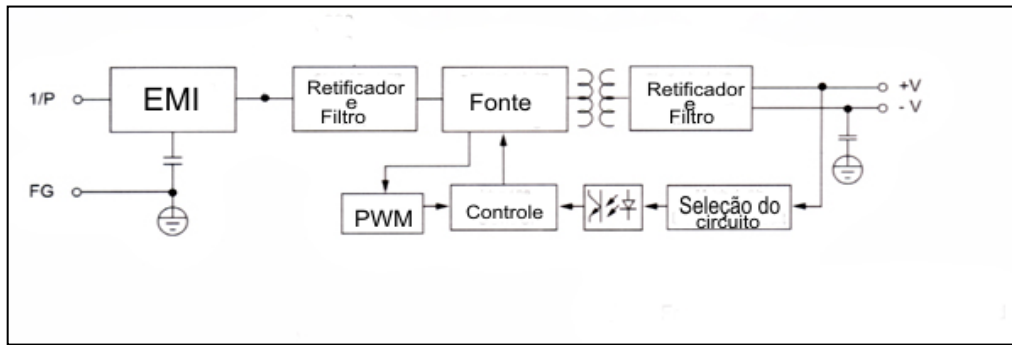 1/P
EMI
Retificador
e
Filtro
Fonte
Retificador
e
Filtro
+V
- V
FG
PWM
Controle
Seleção do
circuito